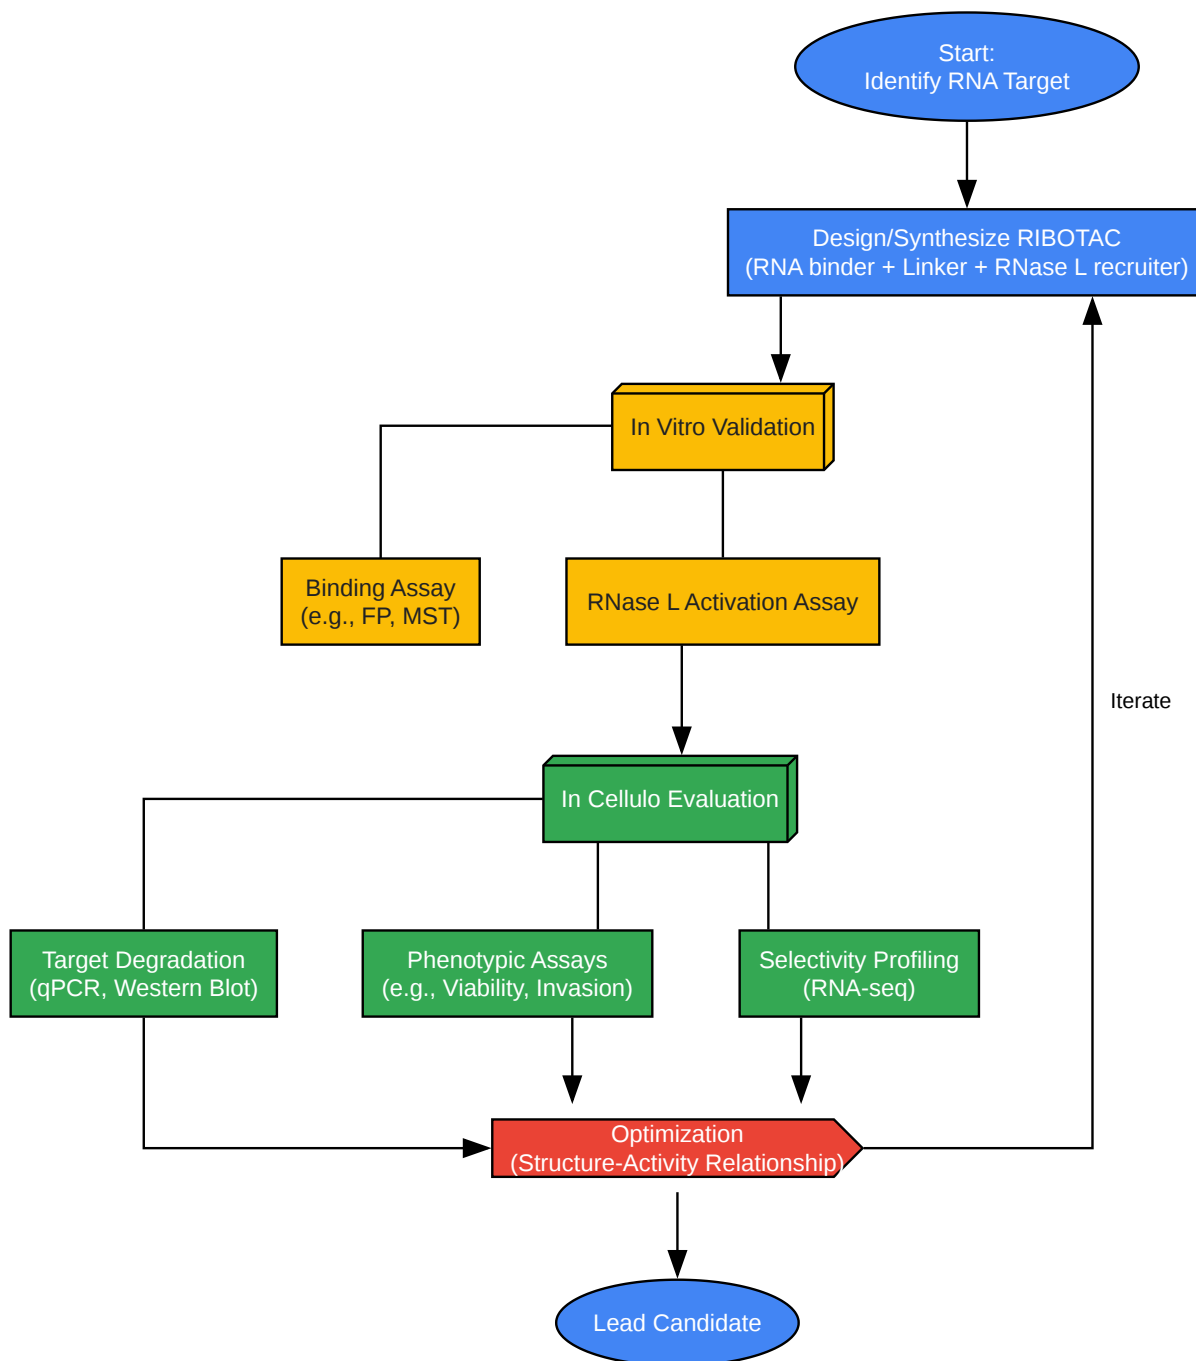 Start:
Identify RNA Target
Design/Synthesize RIBOTAC
(RNA binder + Linker + RNase L recruiter)
In Vitro Validation
Binding Assay
(e.g., FP, MST)
RNase L Activation Assay
Iterate
In Cellulo Evaluation
Target Degradation
(qPCR, Western Blot)
Phenotypic Assays
(e.g., Viability, Invasion)
Selectivity Profiling
(RNA-seq)
Optimization
(Structure-Activity Relationship)
Lead Candidate